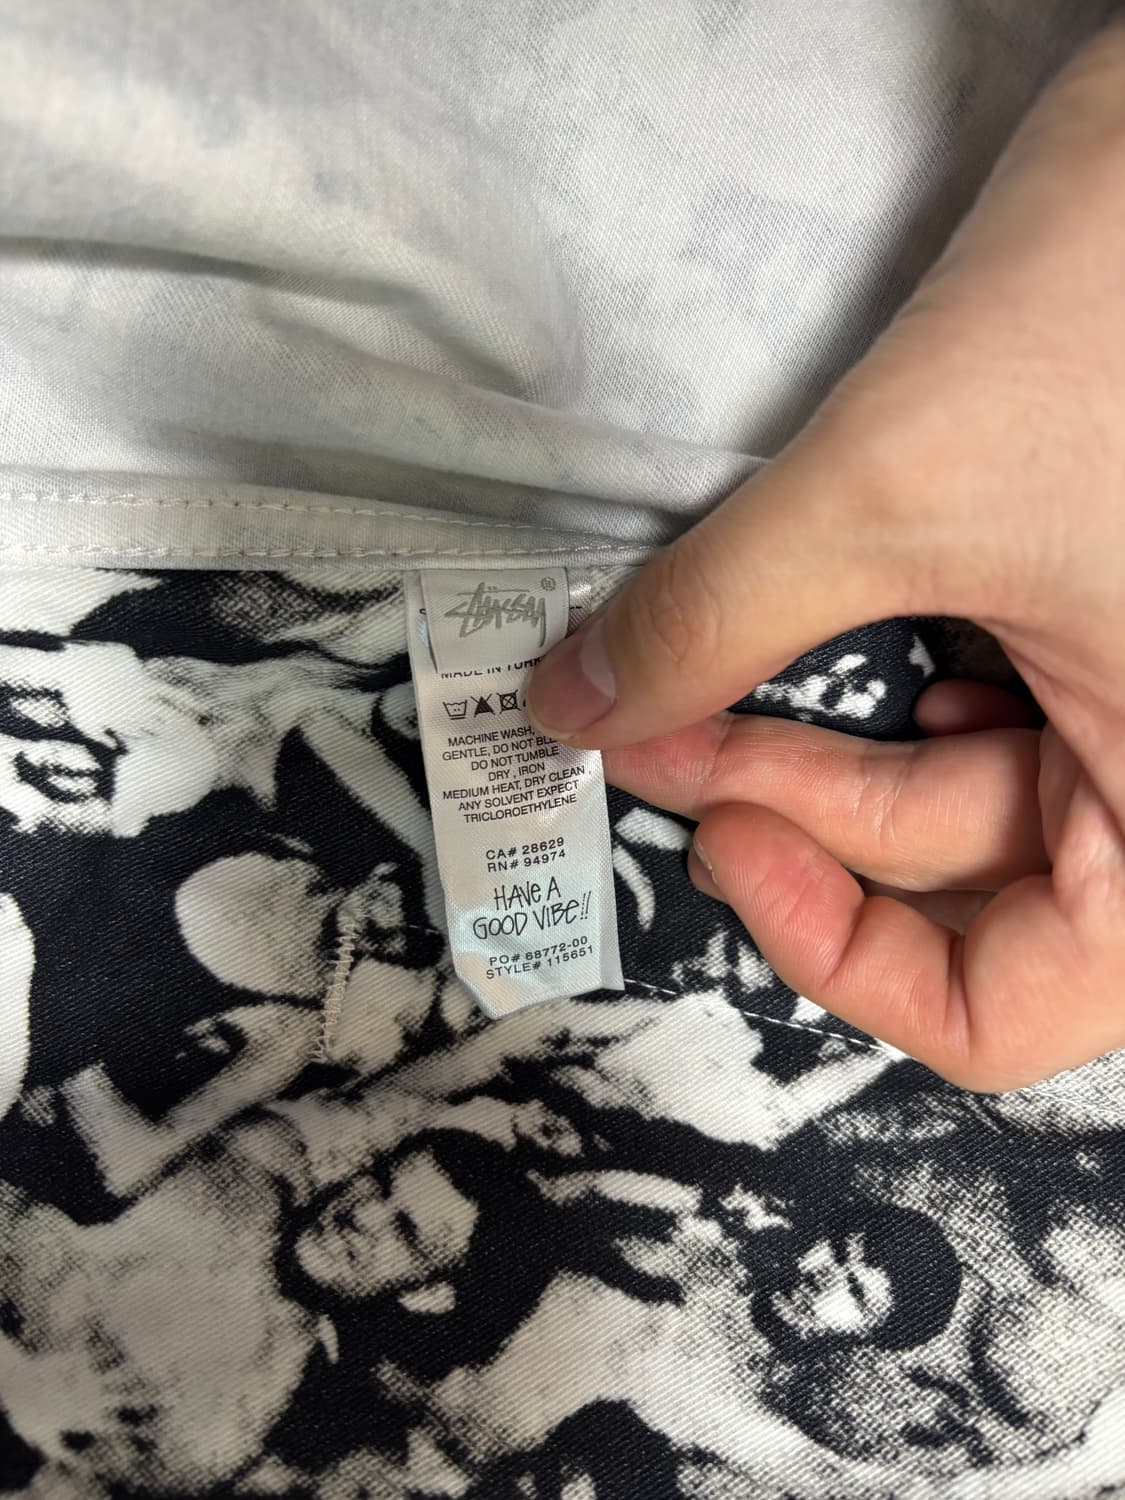 Stüssy ®
MADE IN TURK
MACHINE WASH,
GENTLE, DO NOT BLE
DO NOT TUMBLE
DRY , IRON
MEDIUM HEAT, DRY CLEAN ,
ANY SOLVENT EXPECT
TRICLOROETHYLENE
CA# 28629
RN# 94974
HAVE A
GOOD VIBE!!
PO# 68772-00
STYLE# 115651